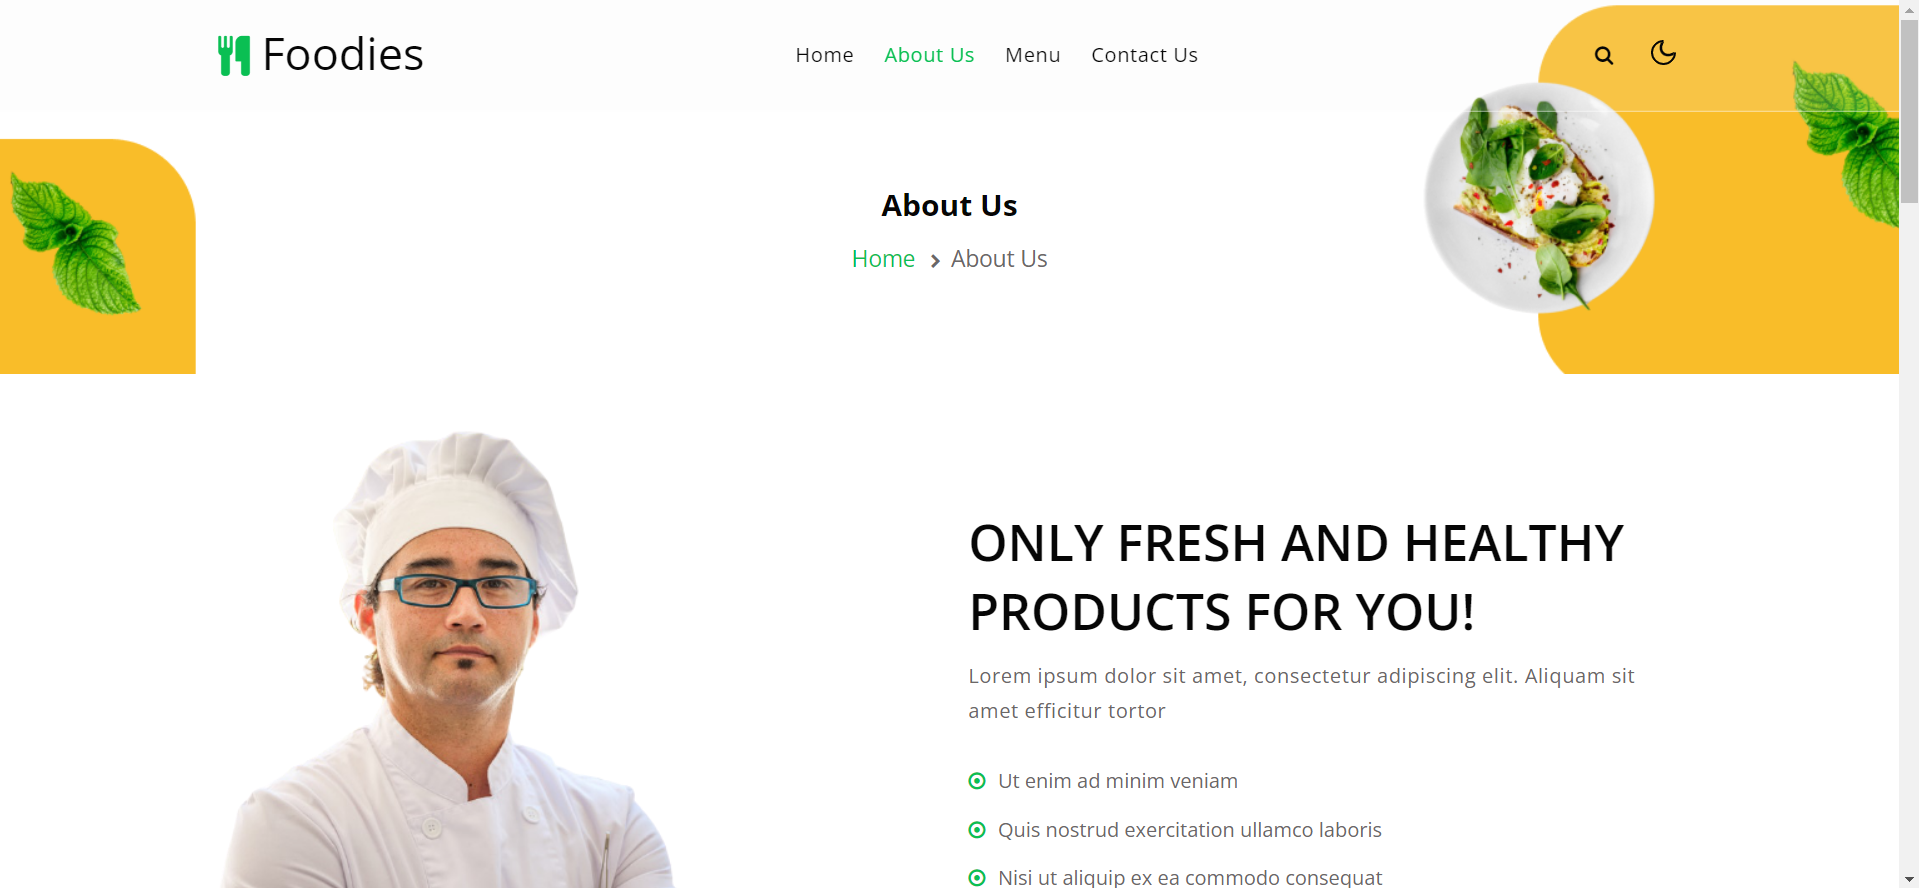 Foodies
Home About Us Menu Contact Us
About Us
Home About Us
ONLY FRESH AND HEALTHY
PRODUCTS FOR YOU!
Lorem ipsum dolor sit amet, consectetur adipiscing elit. Aliquam sit
amet efficitur tortor
Ut enim ad minim veniam
Quis nostrud exercitation ullamco laboris
Nisi ut aliquip ex ea commodo consequat